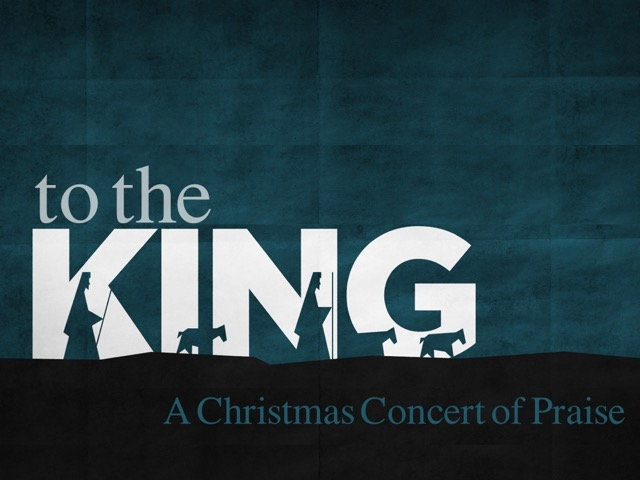 to the
KING
A Christmas Concert of Praise